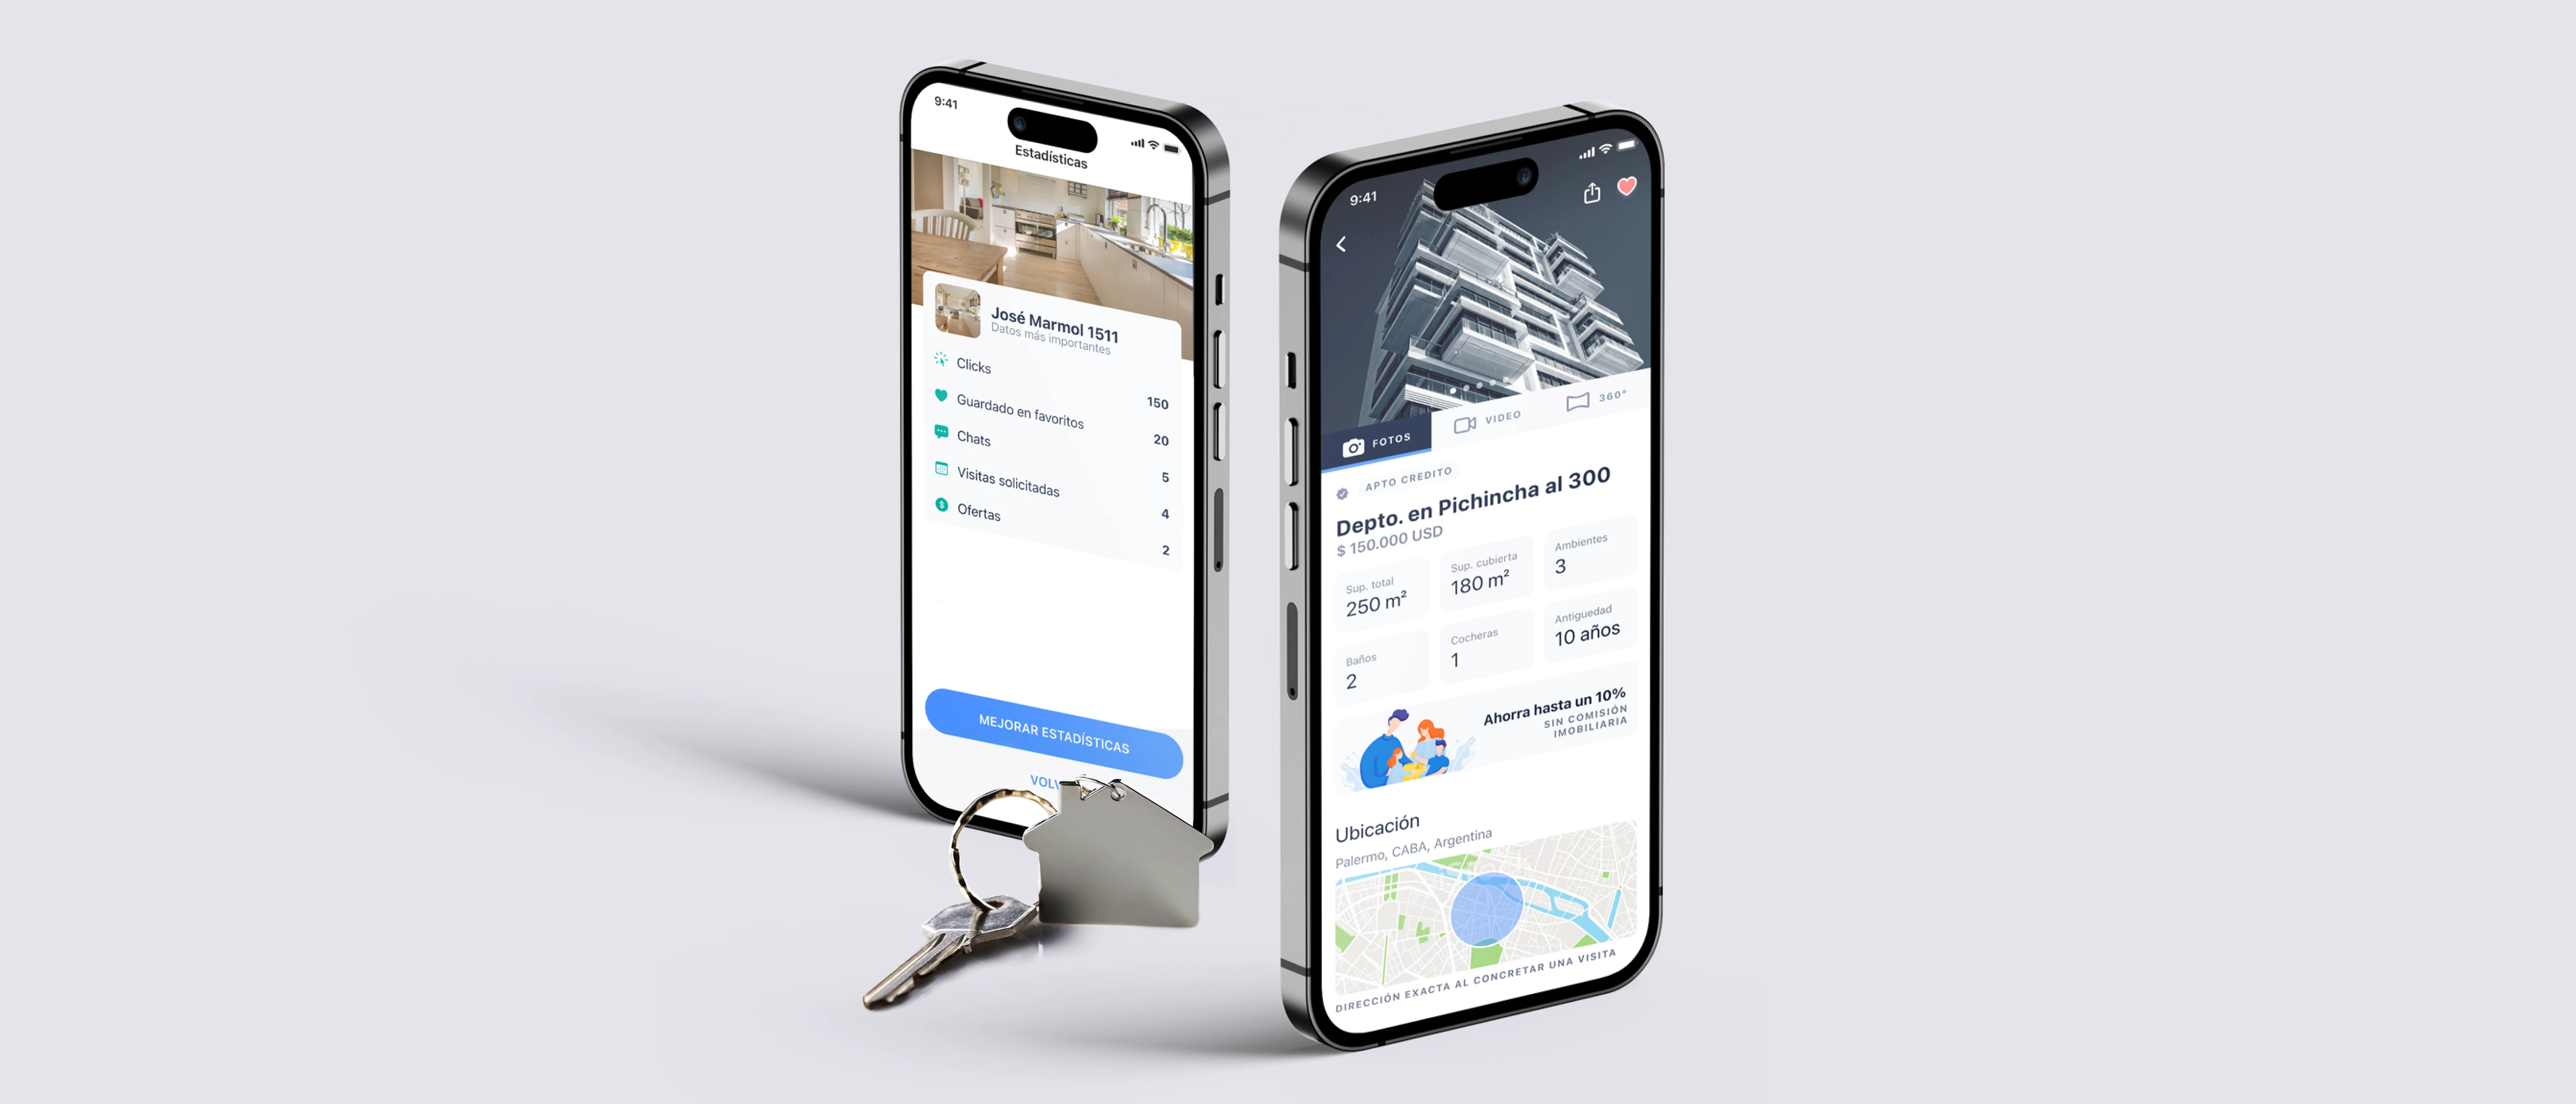 9:41
Estadísticas
José Marmol 1511
Datos más importantes
Clicks
150
Guardado en favoritos
20
Chats
5
Visitas solicitadas
4
Ofertas
2
MEJORAR ESTADÍSTICAS
9:41
FOTOS
VIDEO
360°
APTO CREDITO
Depto. en Pichincha al 300
$ 150.000 USD
Sup. total
250 m²
Sup. cubierta
180 m²
Ambientes
3
Baños
2
Cocheras
1
Antiguedad
10 años
Ahorra hasta un 10%
SIN COMISIÓN
IMOBILIARIA
Ubicación
Palermo, CABA, Argentina
DIRECCIÓN EXACTA AL CONCRETAR UNA VISITA